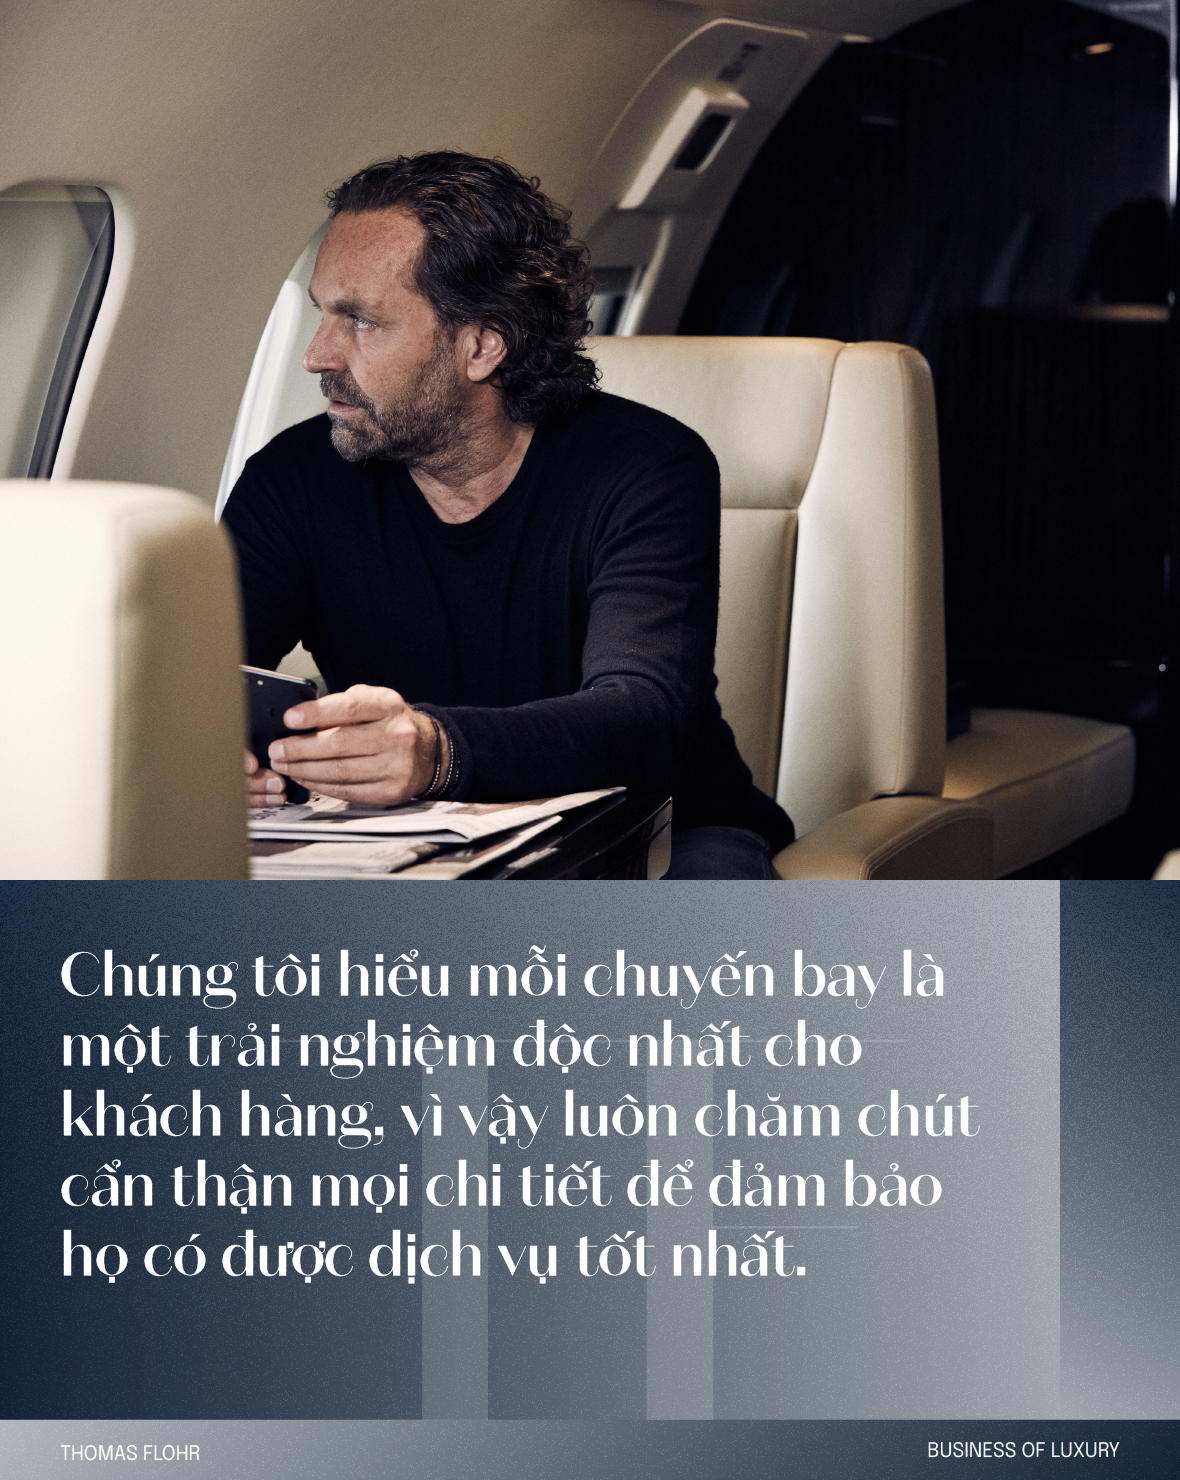 Chúng tôi hiểu mỗi chuyến bay là
một trải nghiệm độc nhất cho
khách hàng, vì vậy luôn chăm chút
cẩn thận mọi chi tiết để đảm bảo
họ có được dịch vụ tốt nhất.
THOMAS FLOHR
BUSINESS OF LUXURY